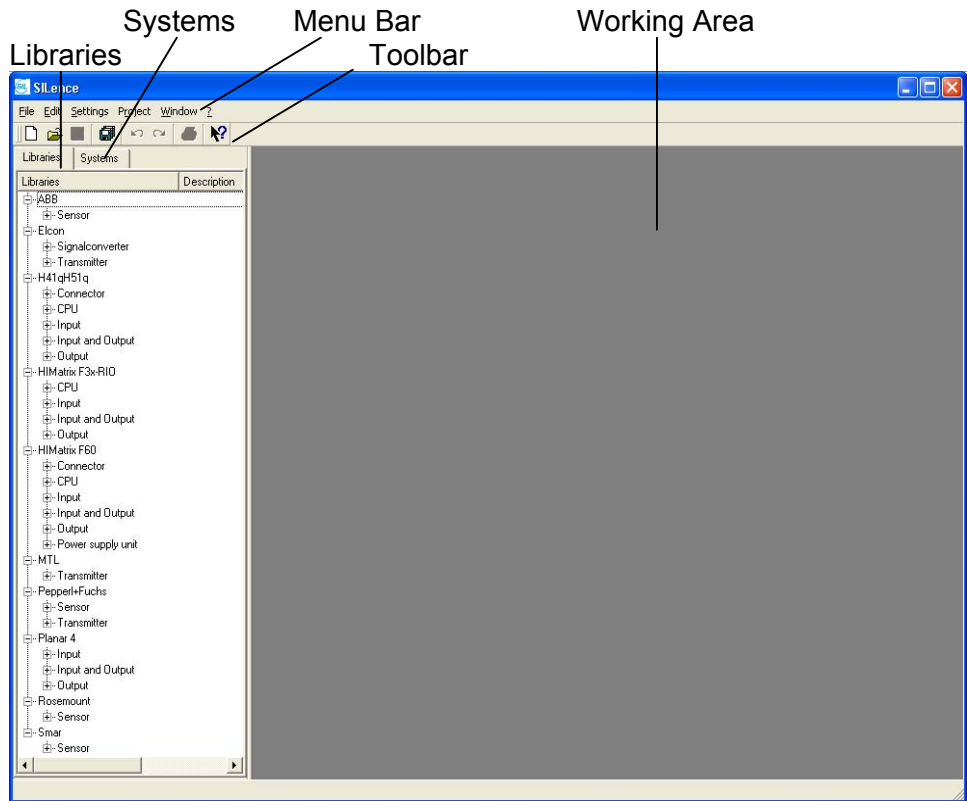 Systems Menu Bar Working Area
Libraries Toolbar
SILence
File Edit Settings Project Window ?
Libraries Systems
Libraries Description
ABB
Sensor
Elcon
Signalconverter
Transmitter
H41qH51q
Connector
CPU
Input
Input and Output
Output
HIMatrix F3x-RIO
CPU
Input
Input and Output
Output
HIMatrix F60
Connector
CPU
Input
Input and Output
Output
Power supply unit
MTL
Transmitter
Pepperl+Fuchs
Sensor
Transmitter
Planar 4
Input
Input and Output
Output
Rosemount
Sensor
Smar
Sensor